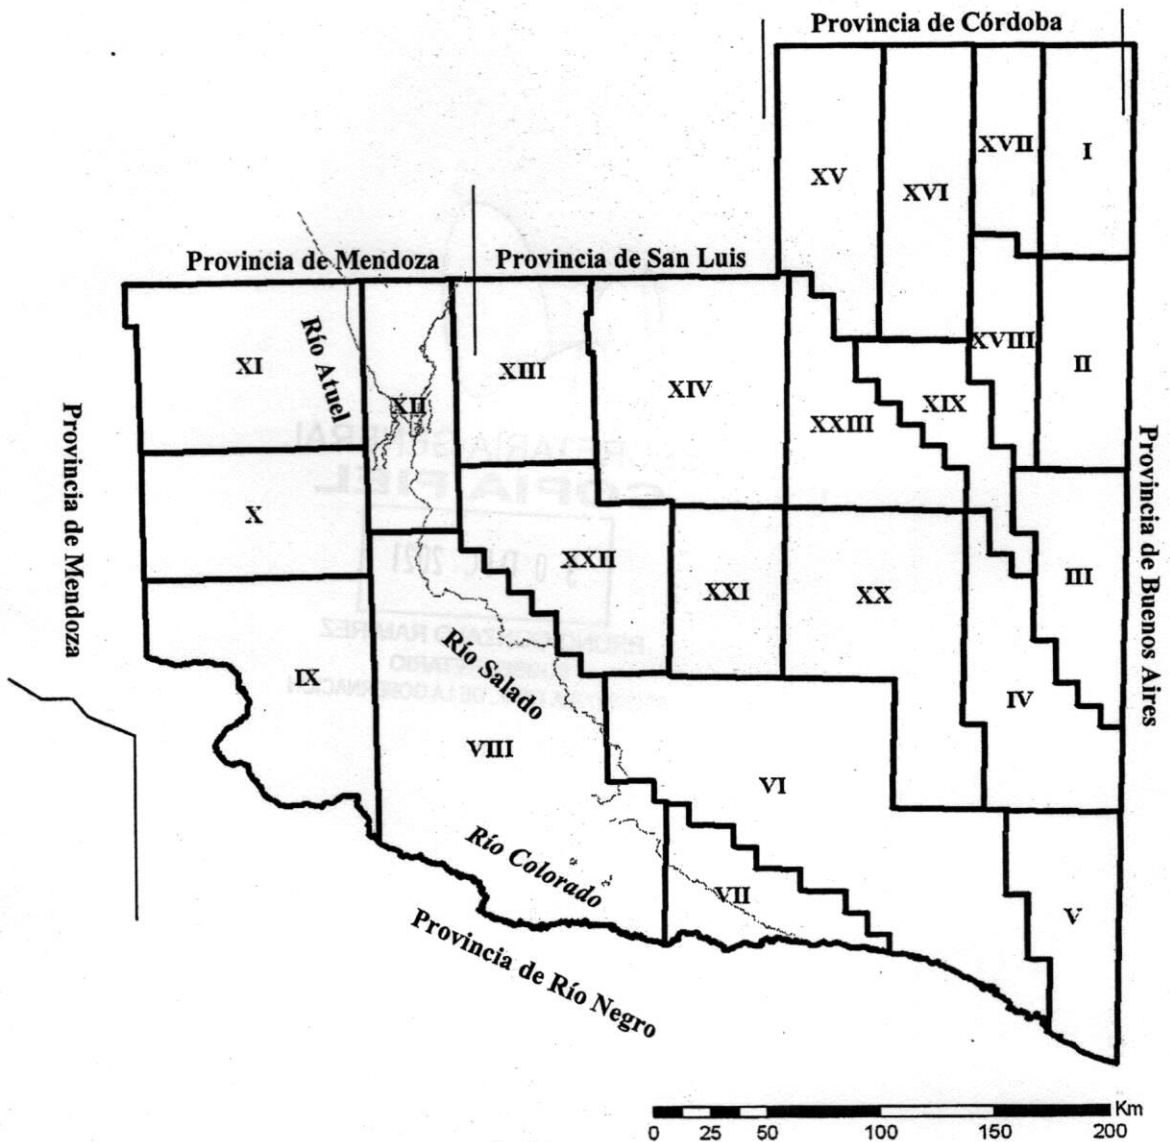 Provincia de Córdoba
XVII
I
XV
XVI
Provincia de Mendoza
Provincia de San Luis
Río Atuel
XI
XII
XIII
XIV
XVIII
II
XIX
XXIII
Provincia de Mendoza
Provincia de Buenos Aires
X
XXII
XXI
XX
III
Río Salado
IX
IV
VIII
VI
Río Colorado
VII
V
Provincia de Río Negro
Km
0 25 50 100 150 200